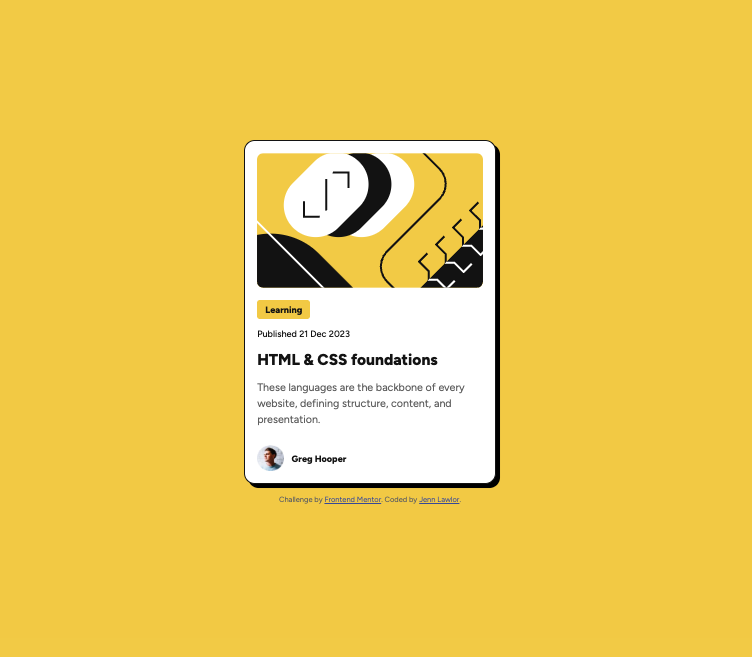 Learning
Published 21 Dec 2023
HTML & CSS foundations
These languages are the backbone of every
website, defining structure, content, and
presentation.
Greg Hooper
Challenge by Frontend Mentor. Coded by Jenn Lawlor.